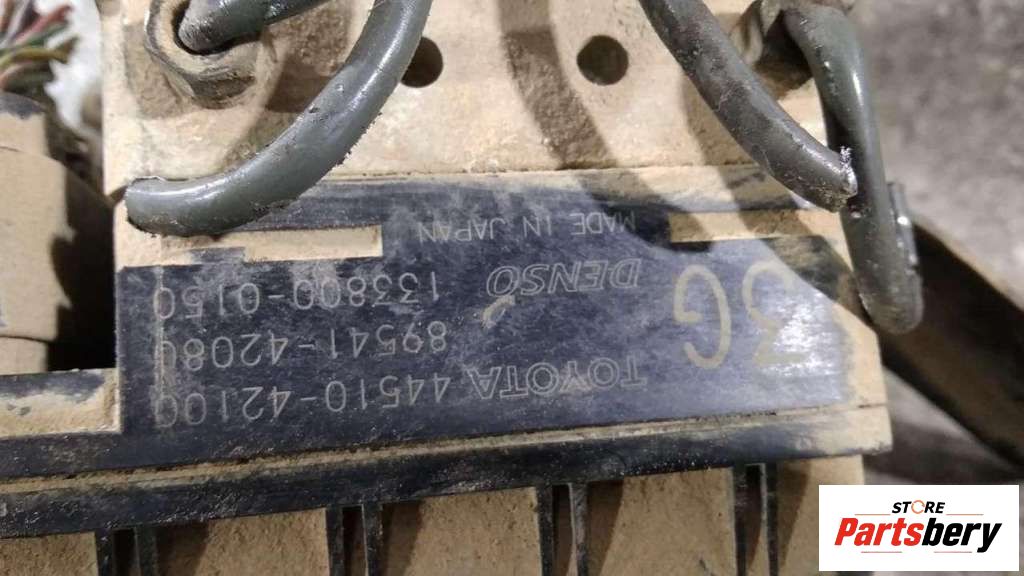 3G
TOYOTA 44510-42100
89541-42080
DENSO 133800-0150
MADE IN JAPAN
STORE
Partsbery